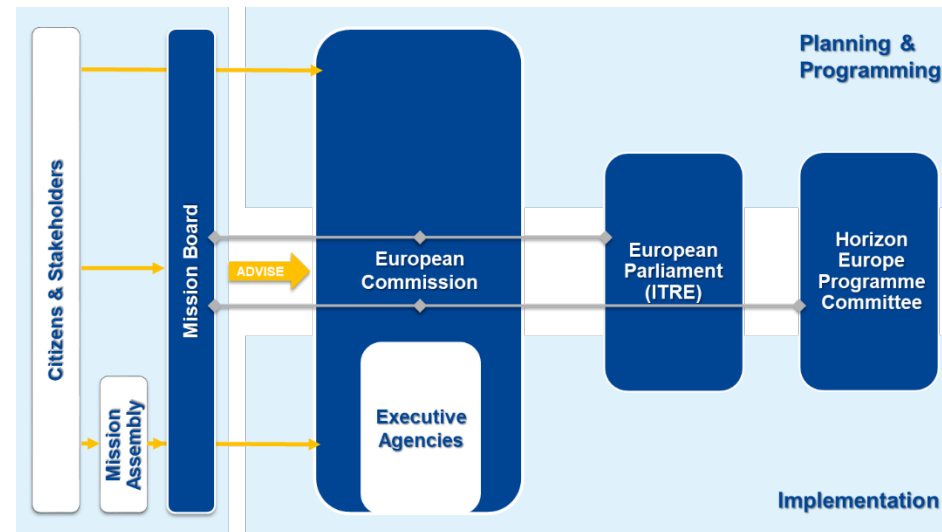 Planning &
Programming
Citizens & Stakeholders
Mission
Assembly
Mission Board
ADVISE
European
Commission
Executive
Agencies
European
Parliament
(ITRE)
Horizon
Europe
Programme
Committee
Implementation